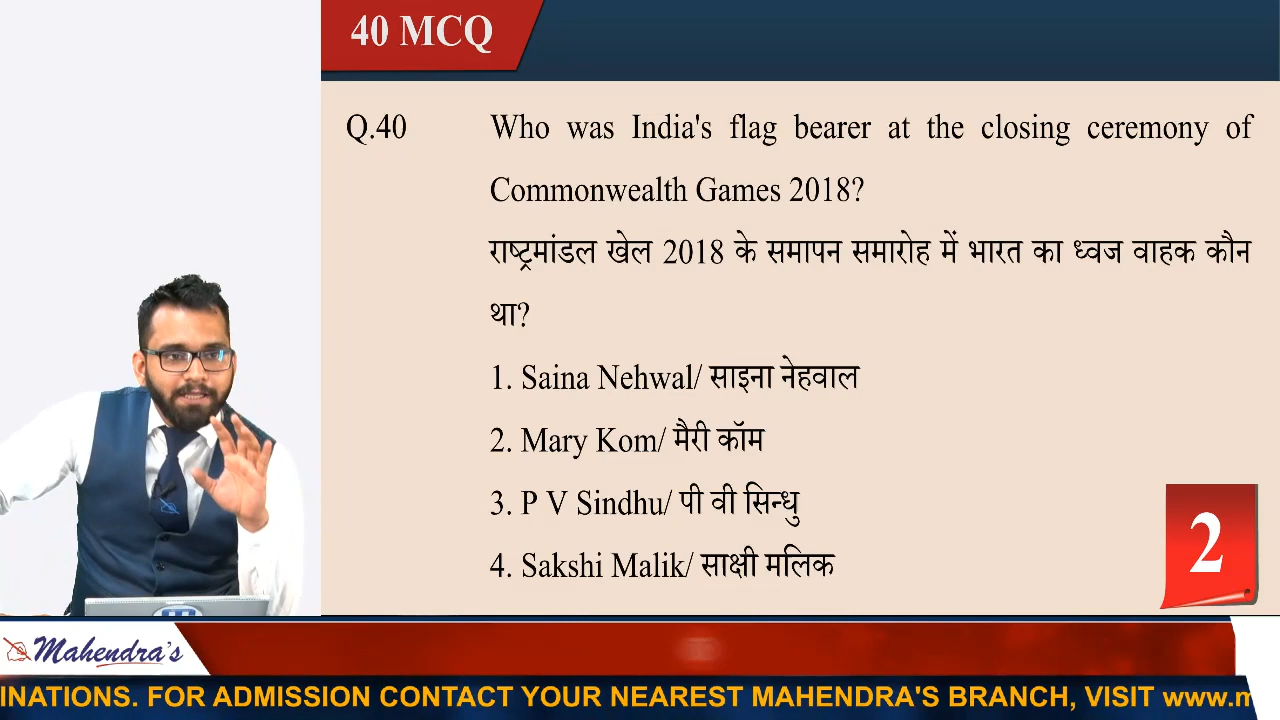 40 MCQ
Q.40 Who was India's flag bearer at the closing ceremony of
Commonwealth Games 2018?
राष्ट्रमांडल खेल 2018 के समापन समारोह में भारत का ध्वज वाहक कौन
था?
1. Saina Nehwal/ साइना नेहवाल
2. Mary Kom/ मैरी कॉम
3. P V Sindhu/ पी वी सिन्धु
4. Sakshi Malik/ साक्षी मलिक
2
Mahendra's
INATIONS. FOR ADMISSION CONTACT YOUR NEAREST MAHENDRA'S BRANCH, VISIT www.m